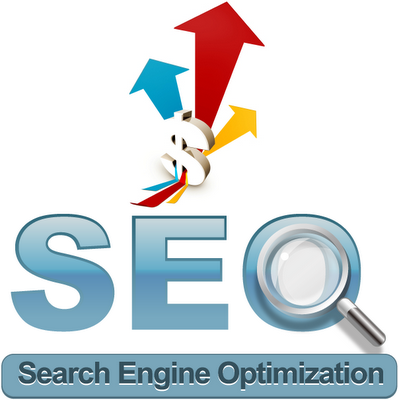 $
SEO
Search Engine Optimization